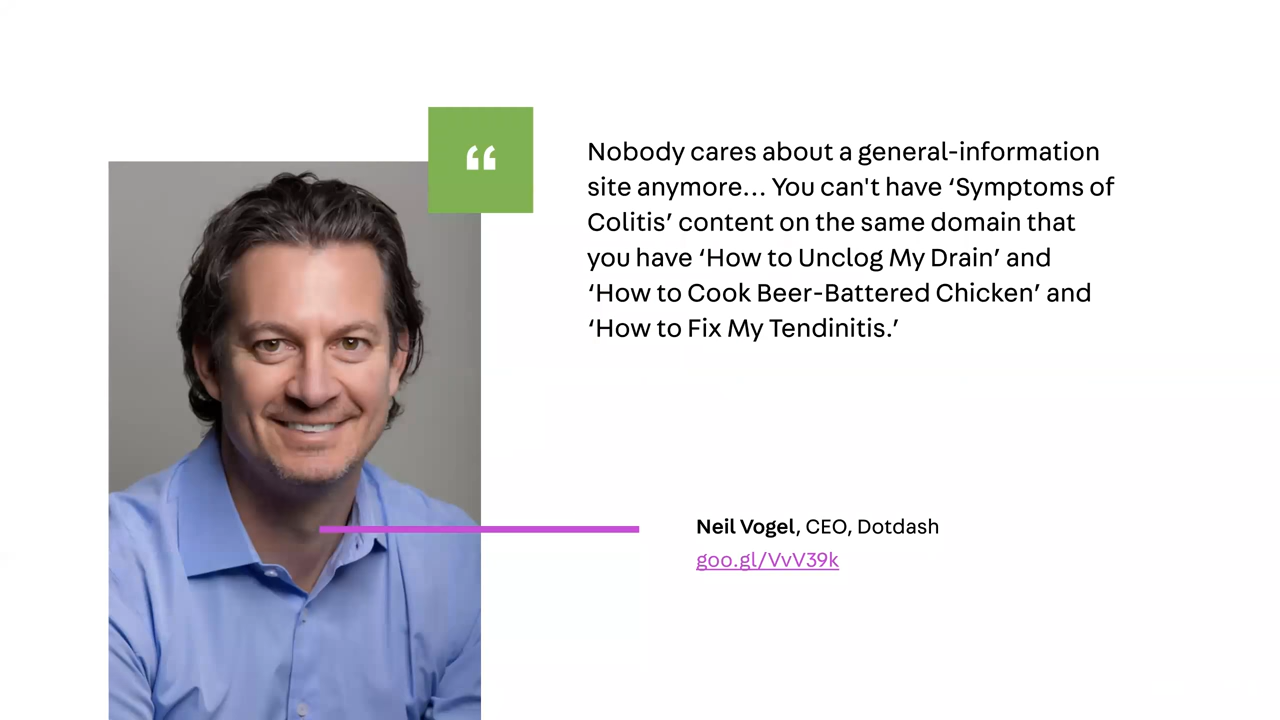 “
Nobody cares about a general-information
site anymore... You can't have ‘Symptoms of
Colitis’ content on the same domain that
you have ‘How to Unclog My Drain’ and
‘How to Cook Beer-Battered Chicken’ and
‘How to Fix My Tendinitis.’
Neil Vogel, CEO, Dotdash
goo.gl/VvV39k